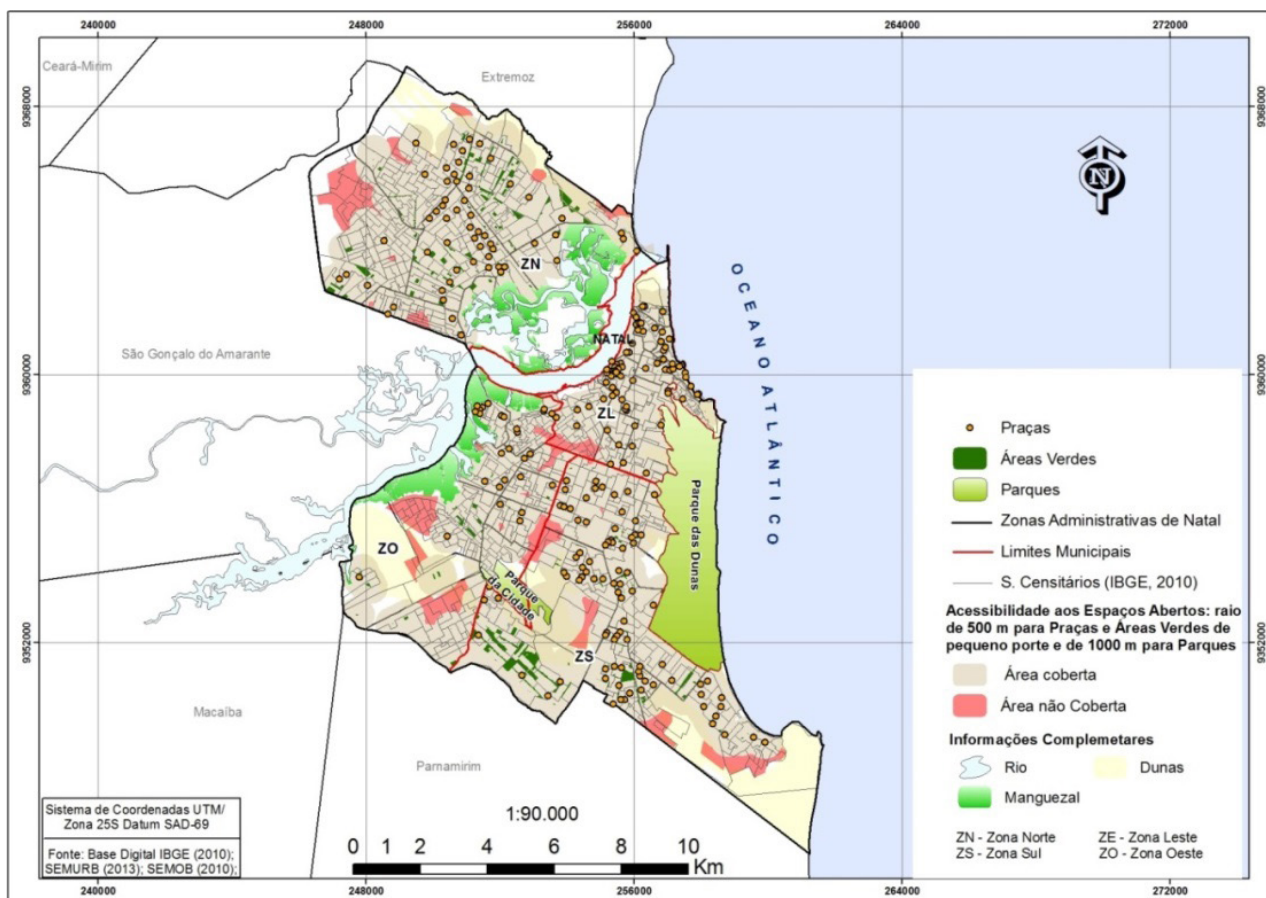 240000
248000
256000
264000
272000
Ceará-Mirim
Extremoz
9368000
9368000
N
ZN
OCEANO ATLÂNTICO
NATAL
São Gonçalo do Amarante
9360000
9360000
ZL
Parque das Dunas
ZO
Parque
da Cidade
ZS
9352000
9352000
Macaíba
Parnamirim
Praças
Áreas Verdes
Parques
Zonas Administrativas de Natal
Limites Municipais
S. Censitários (IBGE, 2010)
Acessibilidade aos Espaços Abertos: raio
de 500 m para Praças e Áreas Verdes de
pequeno porte e de 1000 m para Parques
Área coberta
Área não Coberta
Informações Complemetares
Rio
Dunas
Manguezal
ZN - Zona Norte
ZE - Zona Leste
ZS - Zona Sul
ZO - Zona Oeste
Sistema de Coordenadas UTM/
Zona 25S Datum SAD-69
Fonte: Base Digital IBGE (2010);
SEMURB (2013); SEMOB (2010);
1:90.000
0 1 2 4 6 8 10
Km
240000
248000
256000
264000
272000